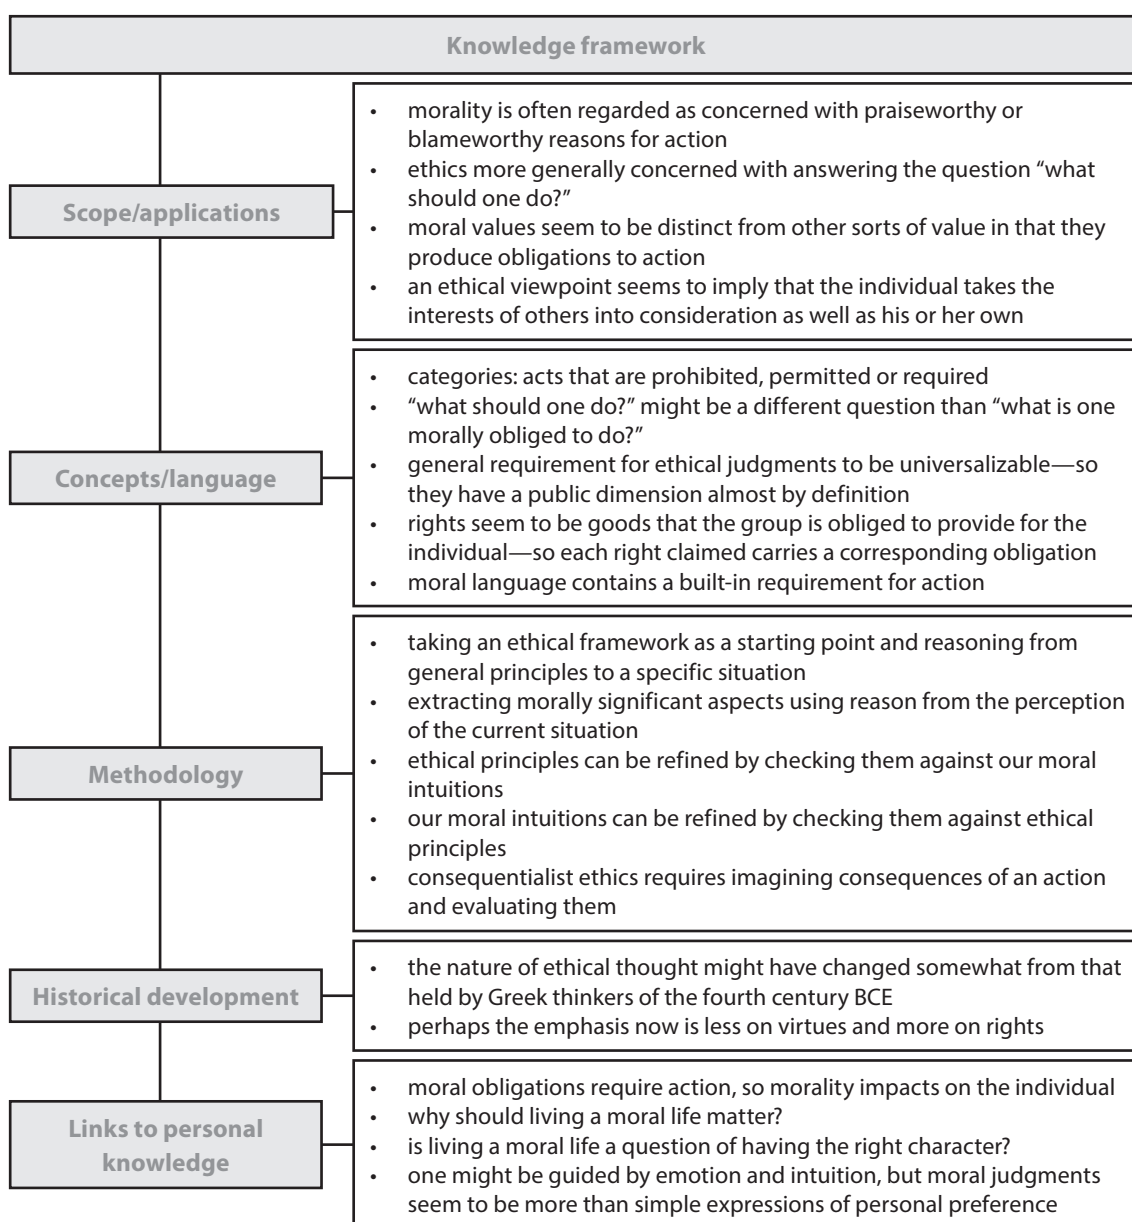 Knowledge framework
Scope/applications
• morality is often regarded as concerned with praiseworthy or
blameworthy reasons for action
• ethics more generally concerned with answering the question “what
should one do?”
• moral values seem to be distinct from other sorts of value in that they
produce obligations to action
• an ethical viewpoint seems to imply that the individual takes the
interests of others into consideration as well as his or her own
Concepts/language
• categories: acts that are prohibited, permitted or required
• “what should one do?” might be a different question than “what is one
morally obliged to do?”
• general requirement for ethical judgments to be universalizable—so
they have a public dimension almost by definition
• rights seem to be goods that the group is obliged to provide for the
individual—so each right claimed carries a corresponding obligation
• moral language contains a built-in requirement for action
Methodology
• taking an ethical framework as a starting point and reasoning from
general principles to a specific situation
• extracting morally significant aspects using reason from the perception
of the current situation
• ethical principles can be refined by checking them against our moral
intuitions
• our moral intuitions can be refined by checking them against ethical
principles
• consequentialist ethics requires imagining consequences of an action
and evaluating them
Historical development
• the nature of ethical thought might have changed somewhat from that
held by Greek thinkers of the fourth century BCE
• perhaps the emphasis now is less on virtues and more on rights
Links to personal
knowledge
• moral obligations require action, so morality impacts on the individual
• why should living a moral life matter?
• is living a moral life a question of having the right character?
• one might be guided by emotion and intuition, but moral judgments
seem to be more than simple expressions of personal preference